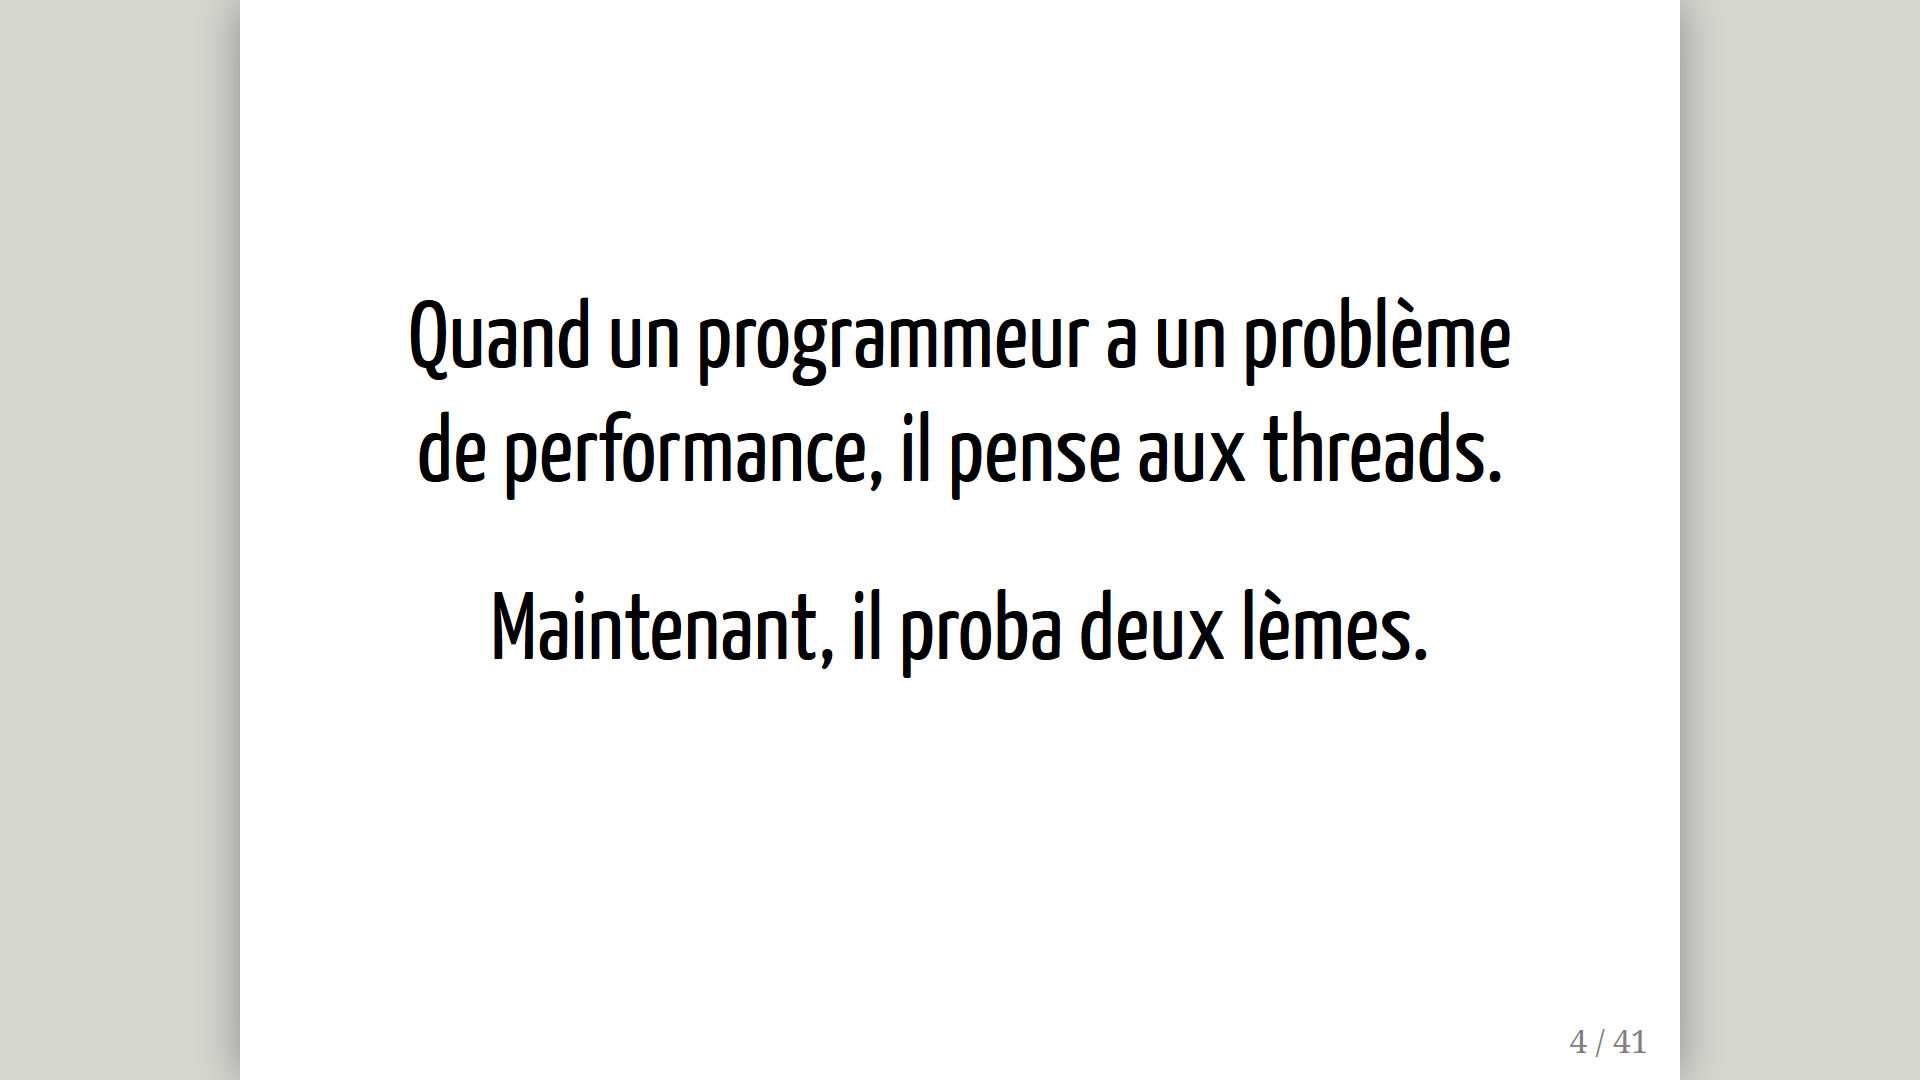 Quand un programmeur a un problème
de performance, il pense aux threads.
Maintenant, il proba deux lèmes.
4 / 41